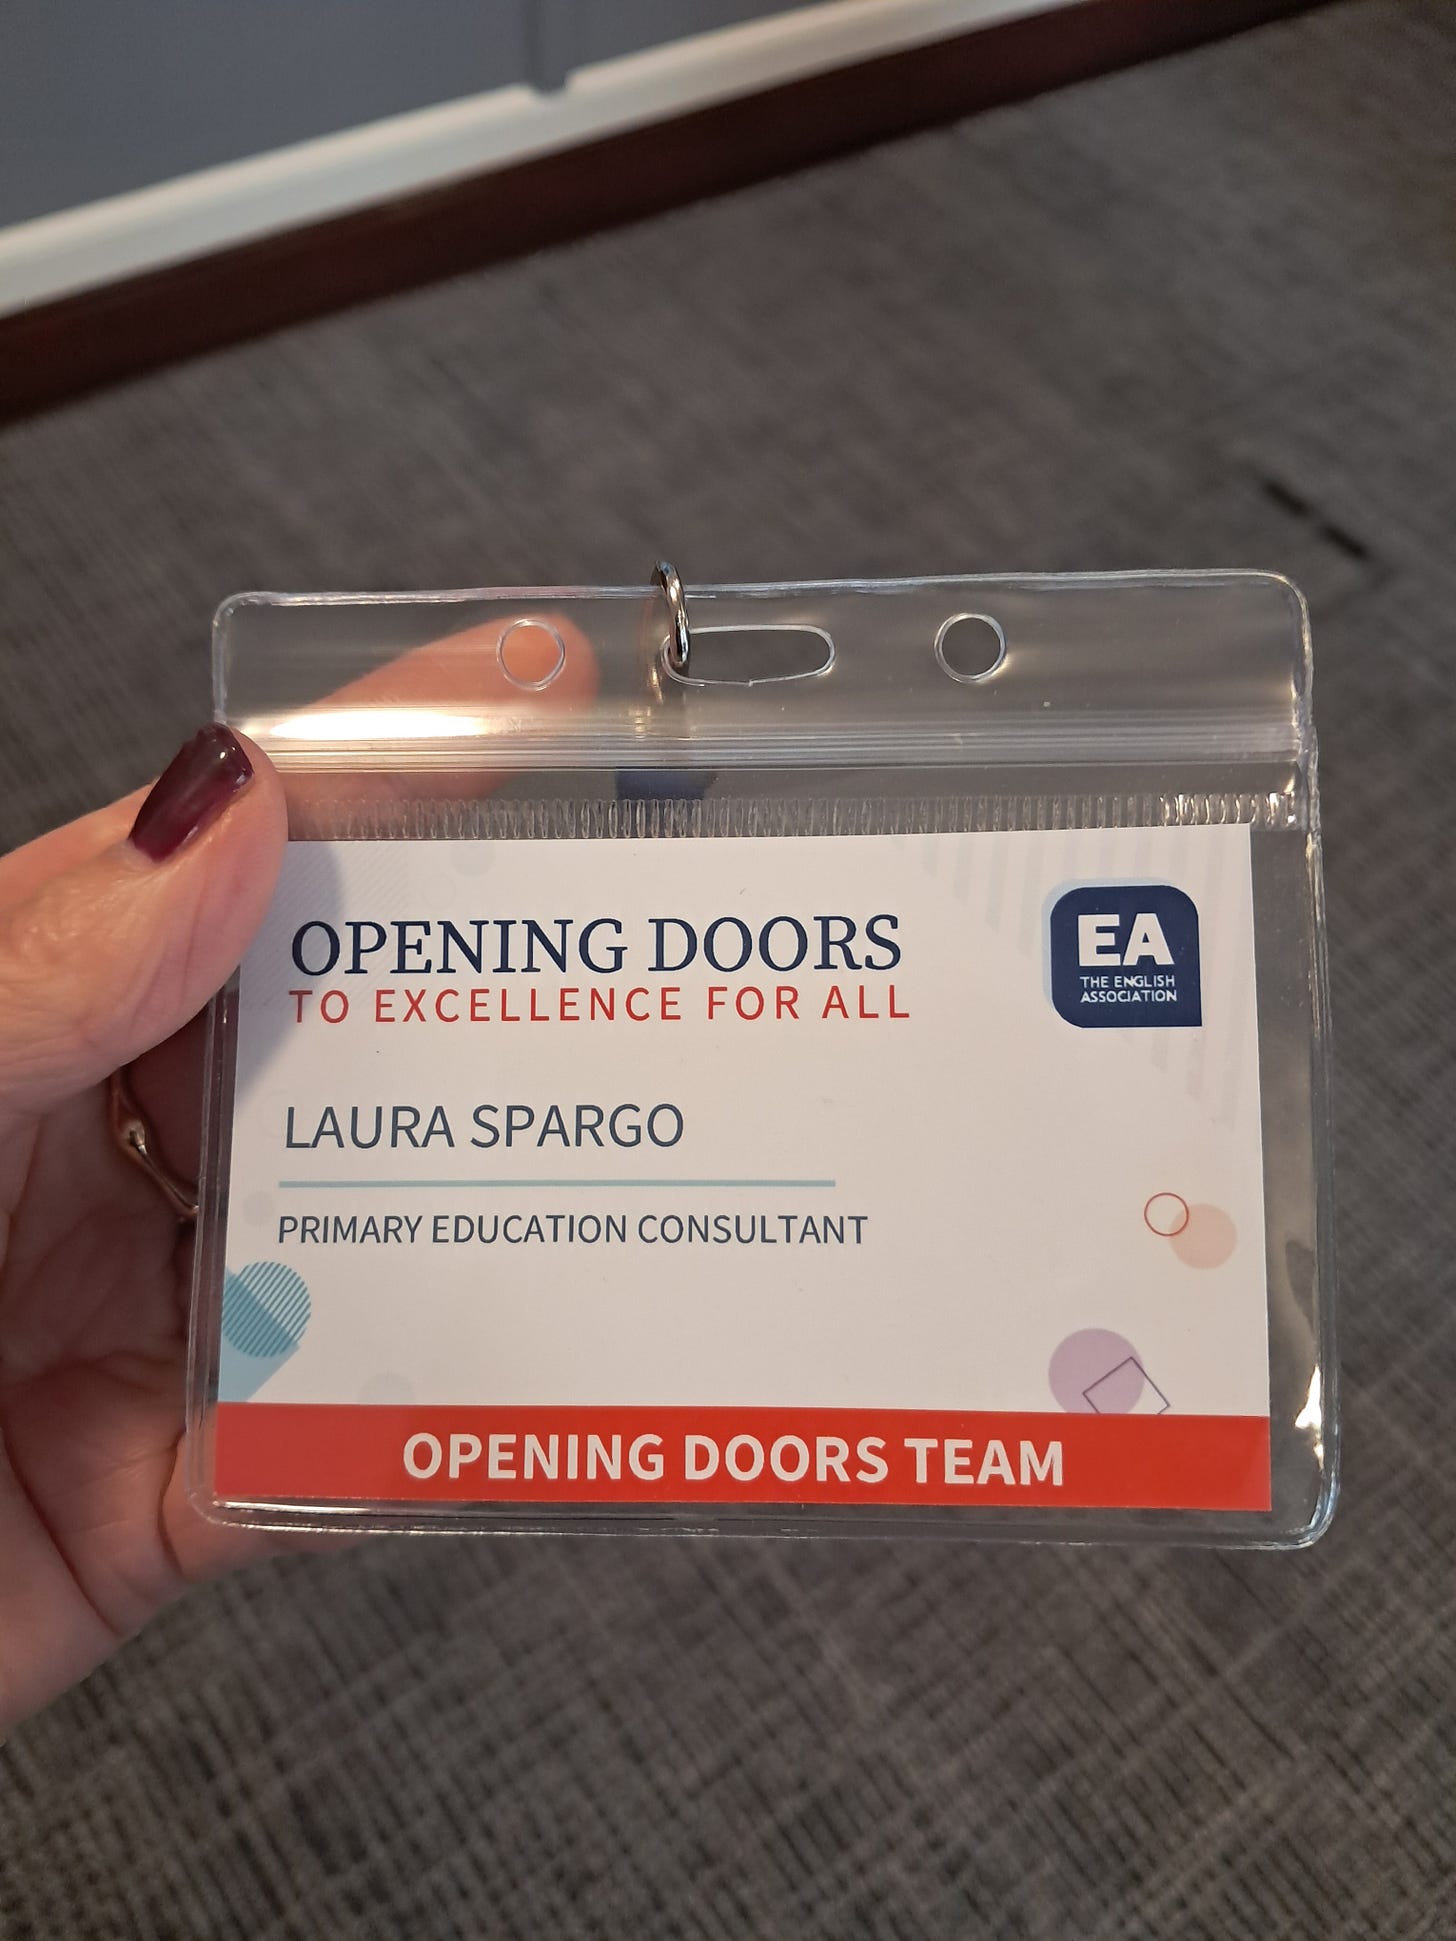 OPENING DOORS
TO EXCELLENCE FOR ALL
EA
THE ENGLISH
ASSOCIATION
LAURA SPARGO
PRIMARY EDUCATION CONSULTANT
OPENING DOORS TEAM